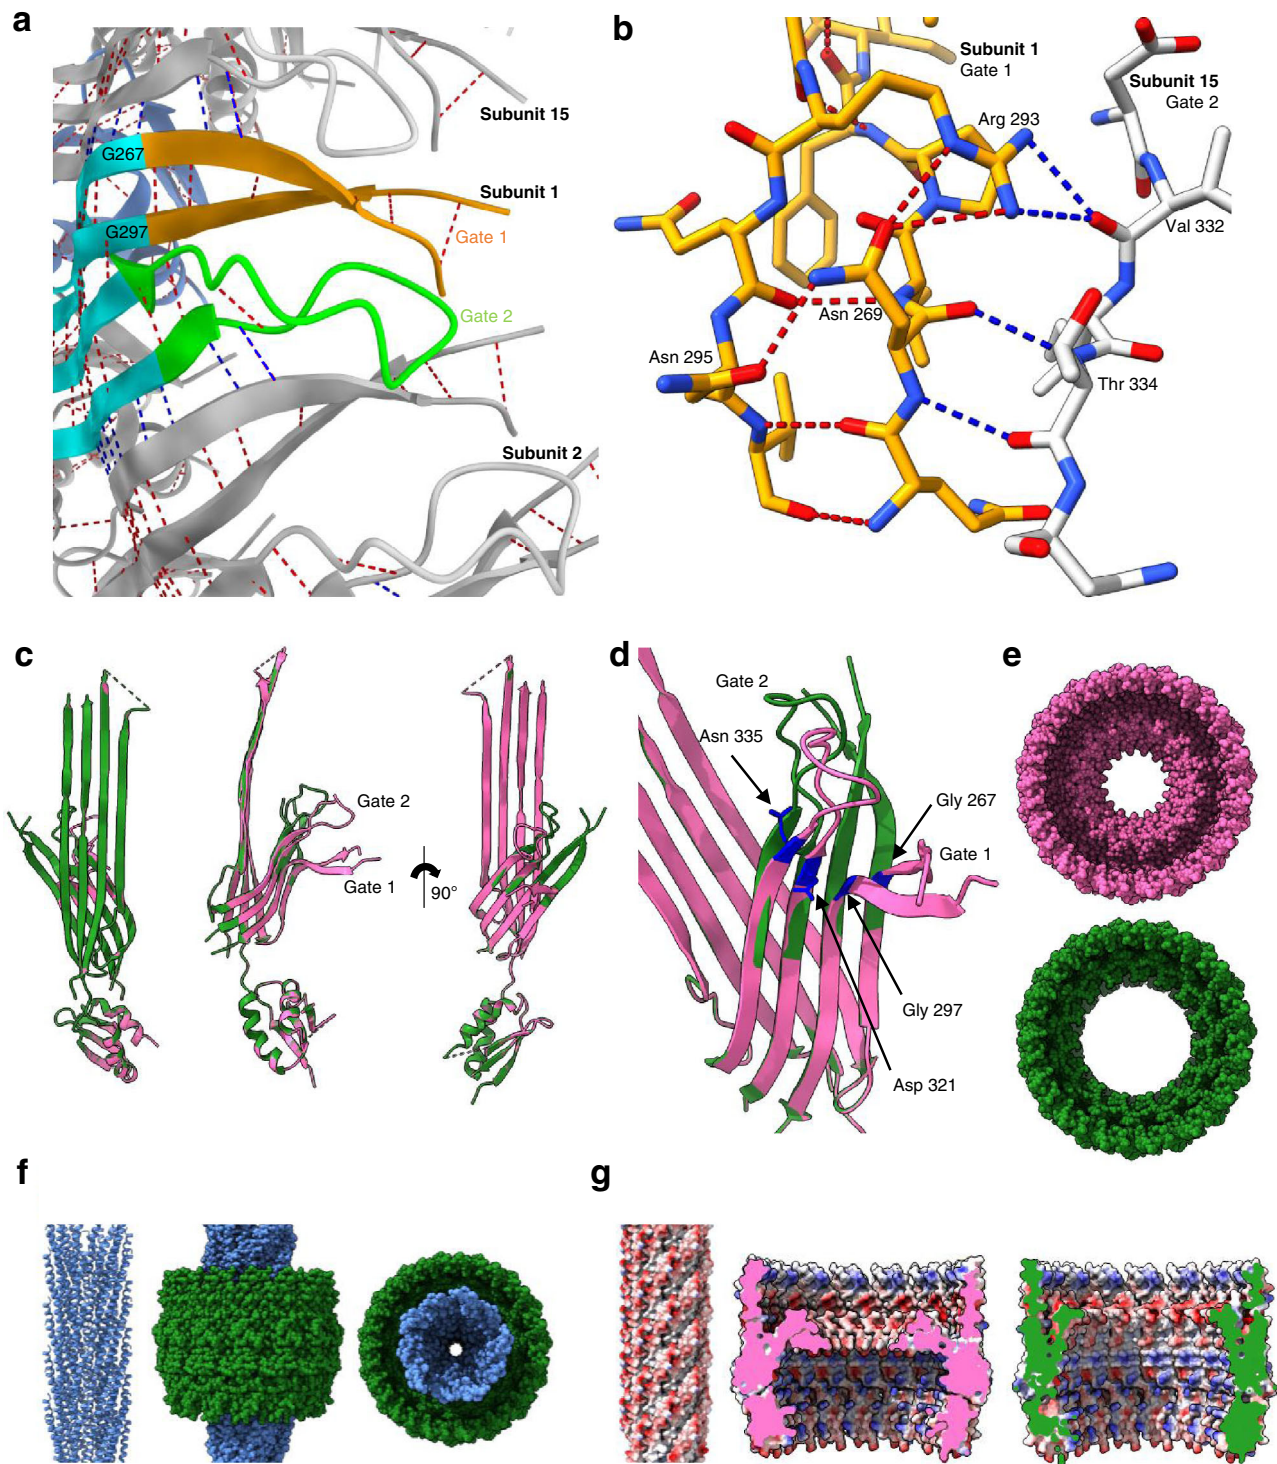 a
Subunit 15
G267
Subunit 1
G297
Gate 1
Gate 2
Subunit 2
b
Subunit 1
Gate 1
Subunit 15
Gate 2
Arg 293
Val 332
Asn 269
Asn 295
Thr 334
c
Gate 2
Gate 1
90°
d
Gate 2
Asn 335
Gly 267
Gate 1
Gly 297
Asp 321
e
f
g